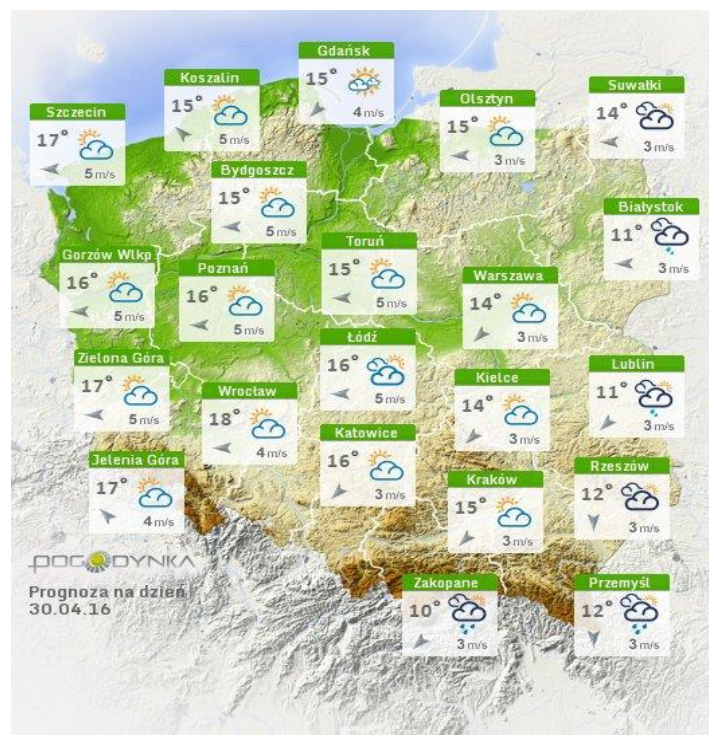 Gdańsk
15°
4 m/s
Koszalin
15°
5 m/s
Suwałki
14°
3 m/s
Olsztyn
15°
3 m/s
Szczecin
17°
5 m/s
Bydgoszcz
15°
5 m/s
Białystok
11°
3 m/s
Toruń
15°
5 m/s
Gorzów Wlkp
16°
5 m/s
Poznań
16°
5 m/s
Warszawa
14°
3 m/s
Łódź
16°
5 m/s
Zielona Góra
17°
5 m/s
Lublin
11°
3 m/s
Kielce
14°
3 m/s
Wrocław
18°
4 m/s
Katowice
16°
3 m/s
Jelenia Góra
17°
4 m/s
Rzeszów
12°
3 m/s
Kraków
15°
3 m/s
POGODYNKA
Prognoza na dzień
30.04.16
Zakopane
10°
3 m/s
Przemyśl
12°
3 m/s